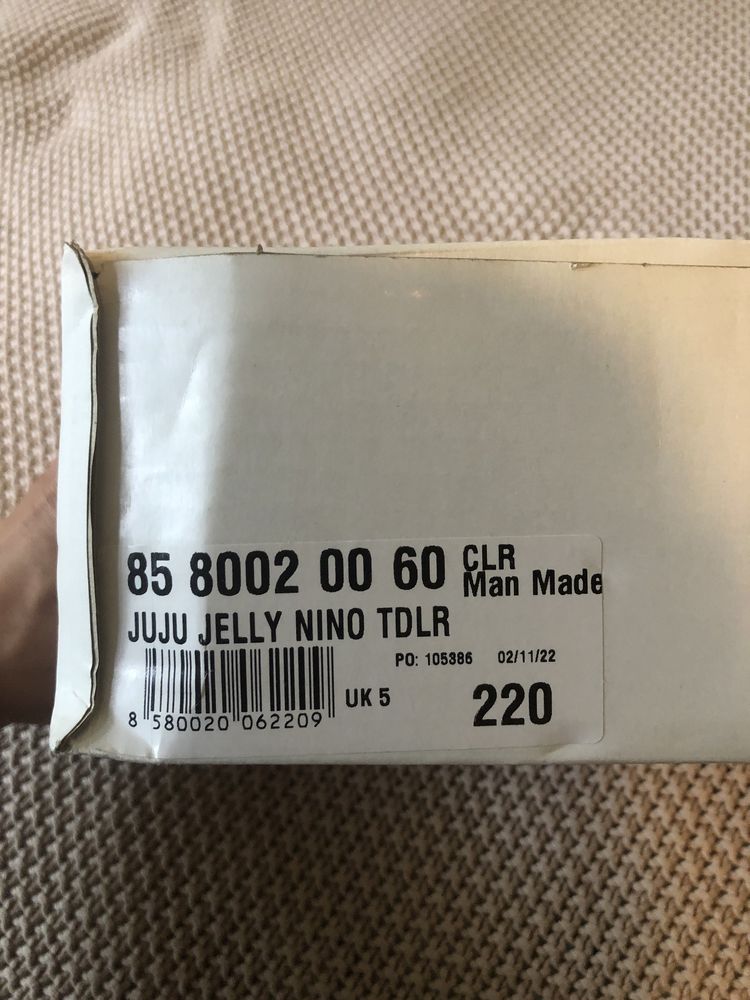 85 8002 00 60 CLR
Man Made
JUJU JELLY NINO TDLR
PO: 105386 02/11/22
UK 5 220
8 580020 062209